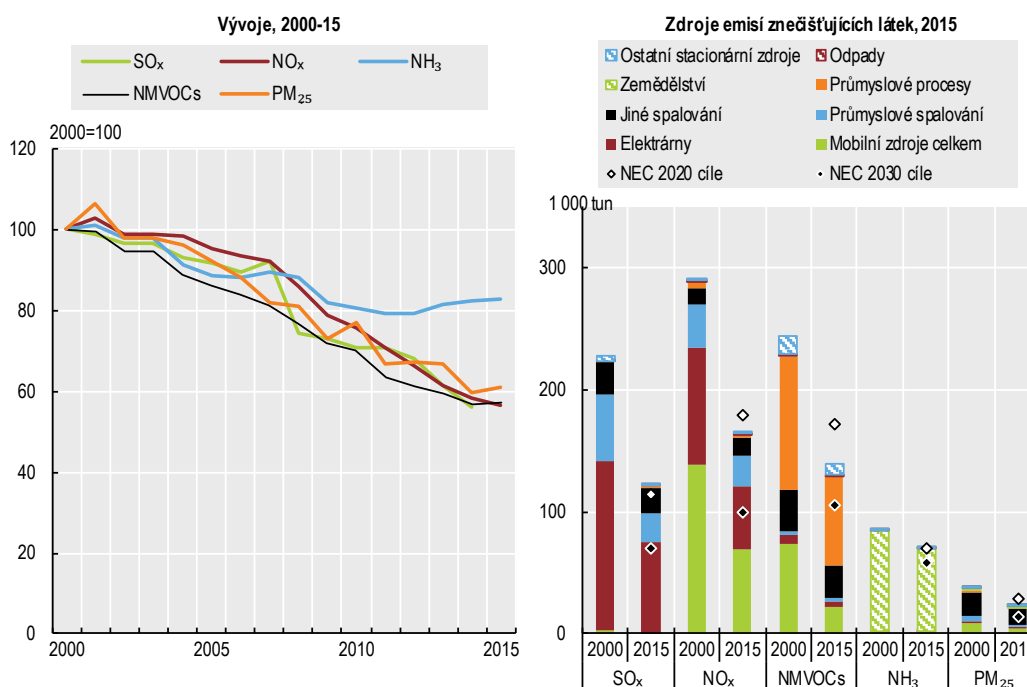 Vývoje, 2000-15
SOₓ
NOₓ
NH₃
NMVOCs
PM₂₅
2000=100
120
100
80
60
40
20
0
2000
2005
2010
2015
Zdroje emisí znečišťujících látek, 2015
Ostatní stacionární zdroje
Odpady
Zemědělství
Průmyslové procesy
Jiné spalování
Průmyslové spalování
Elektrárny
Mobilní zdroje celkem
NEC 2020 cíle
NEC 2030 cíle
1 000 tun
300
200
100
0
2000 2015 2000 2015 2000 2015 2000 2015 2000 2015
SOₓ NOₓ NMVOCs NH₃ PM₂₅